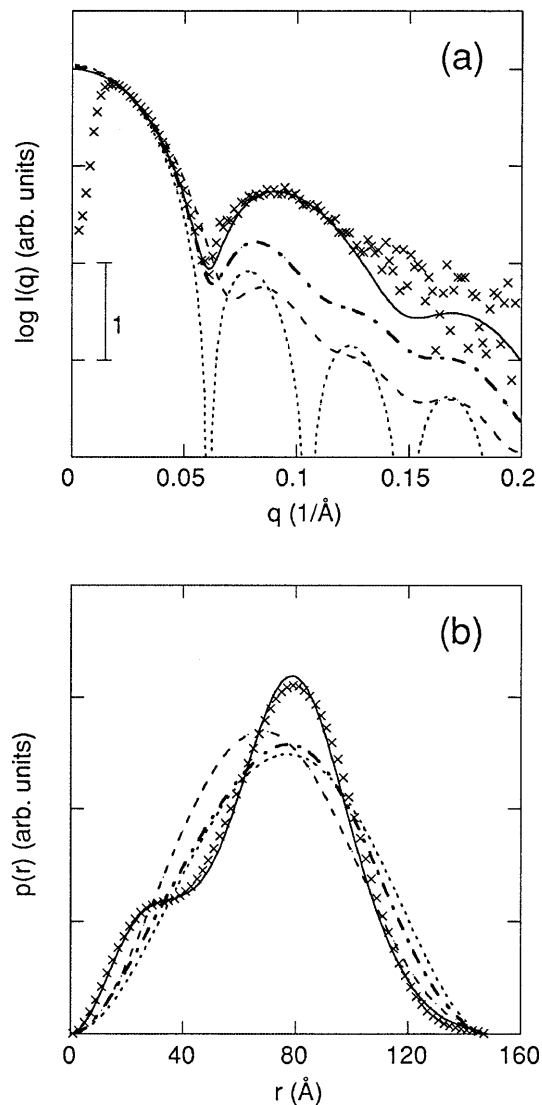 (a)
log I(q) (arb. units)
1
0 0.05 0.1 0.15 0.2
q (1/Å)
(b)
p(r) (arb. units)
0 40 80 120 160
r (Å)